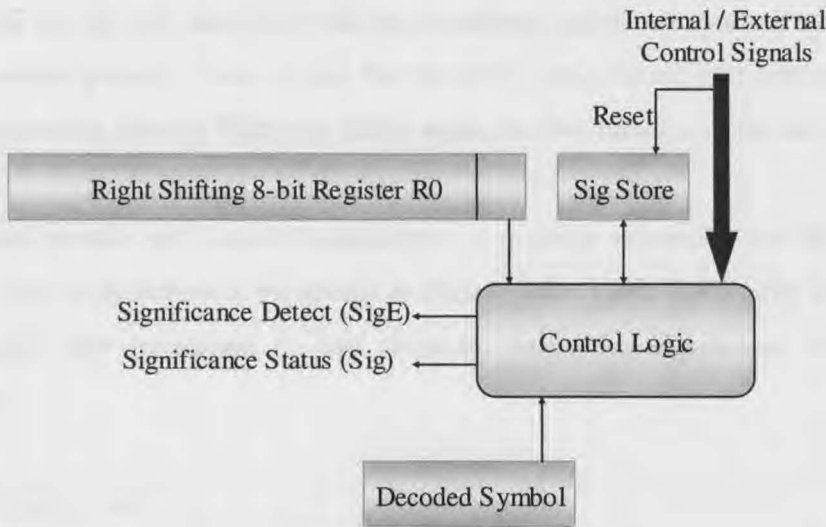 Internal / External
Control Signals
Reset
Right Shifting 8-bit Register R0
Sig Store
Significance Detect (SigE)
Control Logic
Significance Status (Sig)
Decoded Symbol